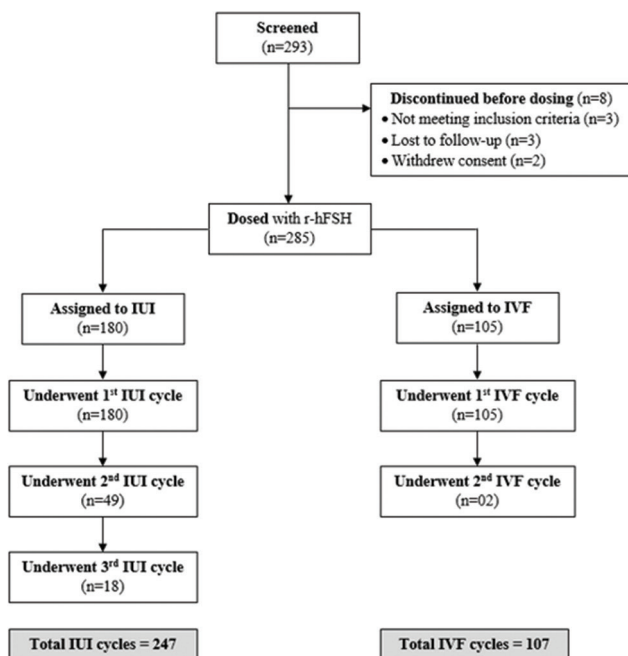 Screened
(n=293)
Discontinued before dosing (n=8)
• Not meeting inclusion criteria (n=3)
• Lost to follow-up (n=3)
• Withdrew consent (n=2)
Dosed with r-hFSH
(n=285)
Assigned to IUI
(n=180)
Assigned to IVF
(n=105)
Underwent 1st IUI cycle
(n=180)
Underwent 1st IVF cycle
(n=105)
Underwent 2nd IUI cycle
(n=49)
Underwent 2nd IVF cycle
(n=02)
Underwent 3rd IUI cycle
(n=18)
Total IUI cycles = 247
Total IVF cycles = 107